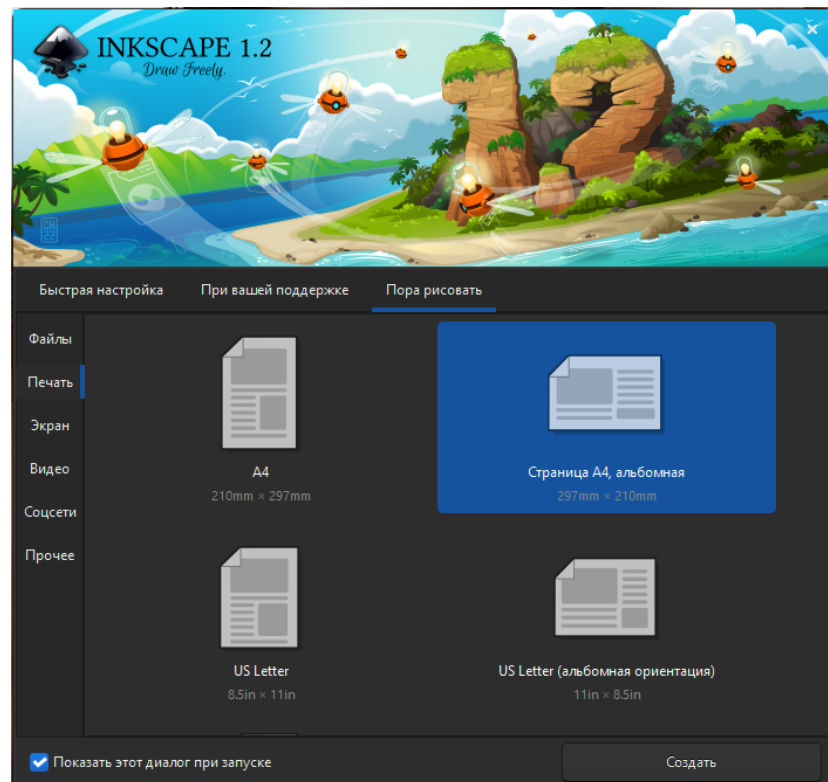 INKSCAPE 1.2
Draw Freely.
CH
22
Быстрая настройка
При вашей поддержке
Пора рисовать
Файлы
Печать
Экран
Видео
Соцсети
Прочее
A4
210mm × 297mm
Страница A4, альбомная
297mm × 210mm
US Letter
8.5in × 11in
US Letter (альбомная ориентация)
11in × 8.5in
Показать этот диалог при запуске
Создать